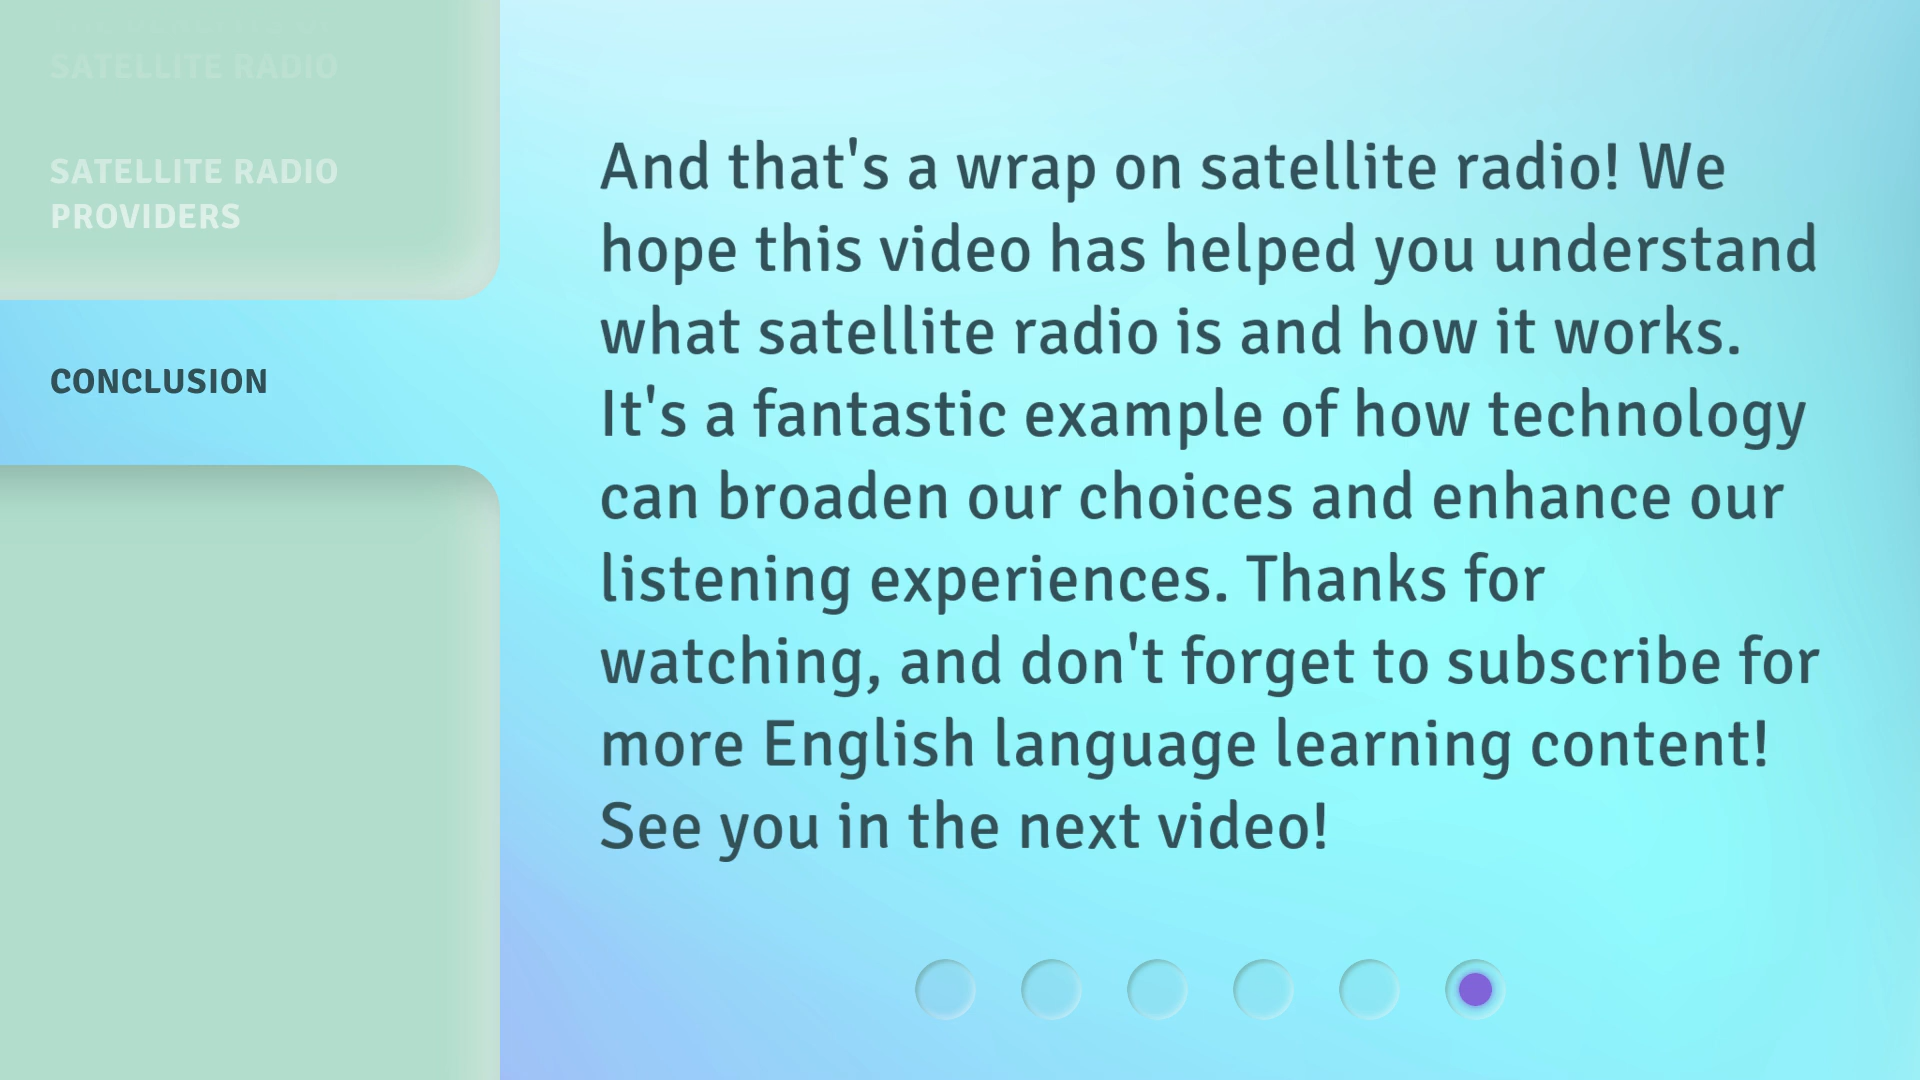 THE BENEFITS OF
SATELLITE RADIO
SATELLITE RADIO
PROVIDERS
CONCLUSION
And that's a wrap on satellite radio! We
hope this video has helped you understand
what satellite radio is and how it works.
It's a fantastic example of how technology
can broaden our choices and enhance our
listening experiences. Thanks for
watching, and don't forget to subscribe for
more English language learning content!
See you in the next video!